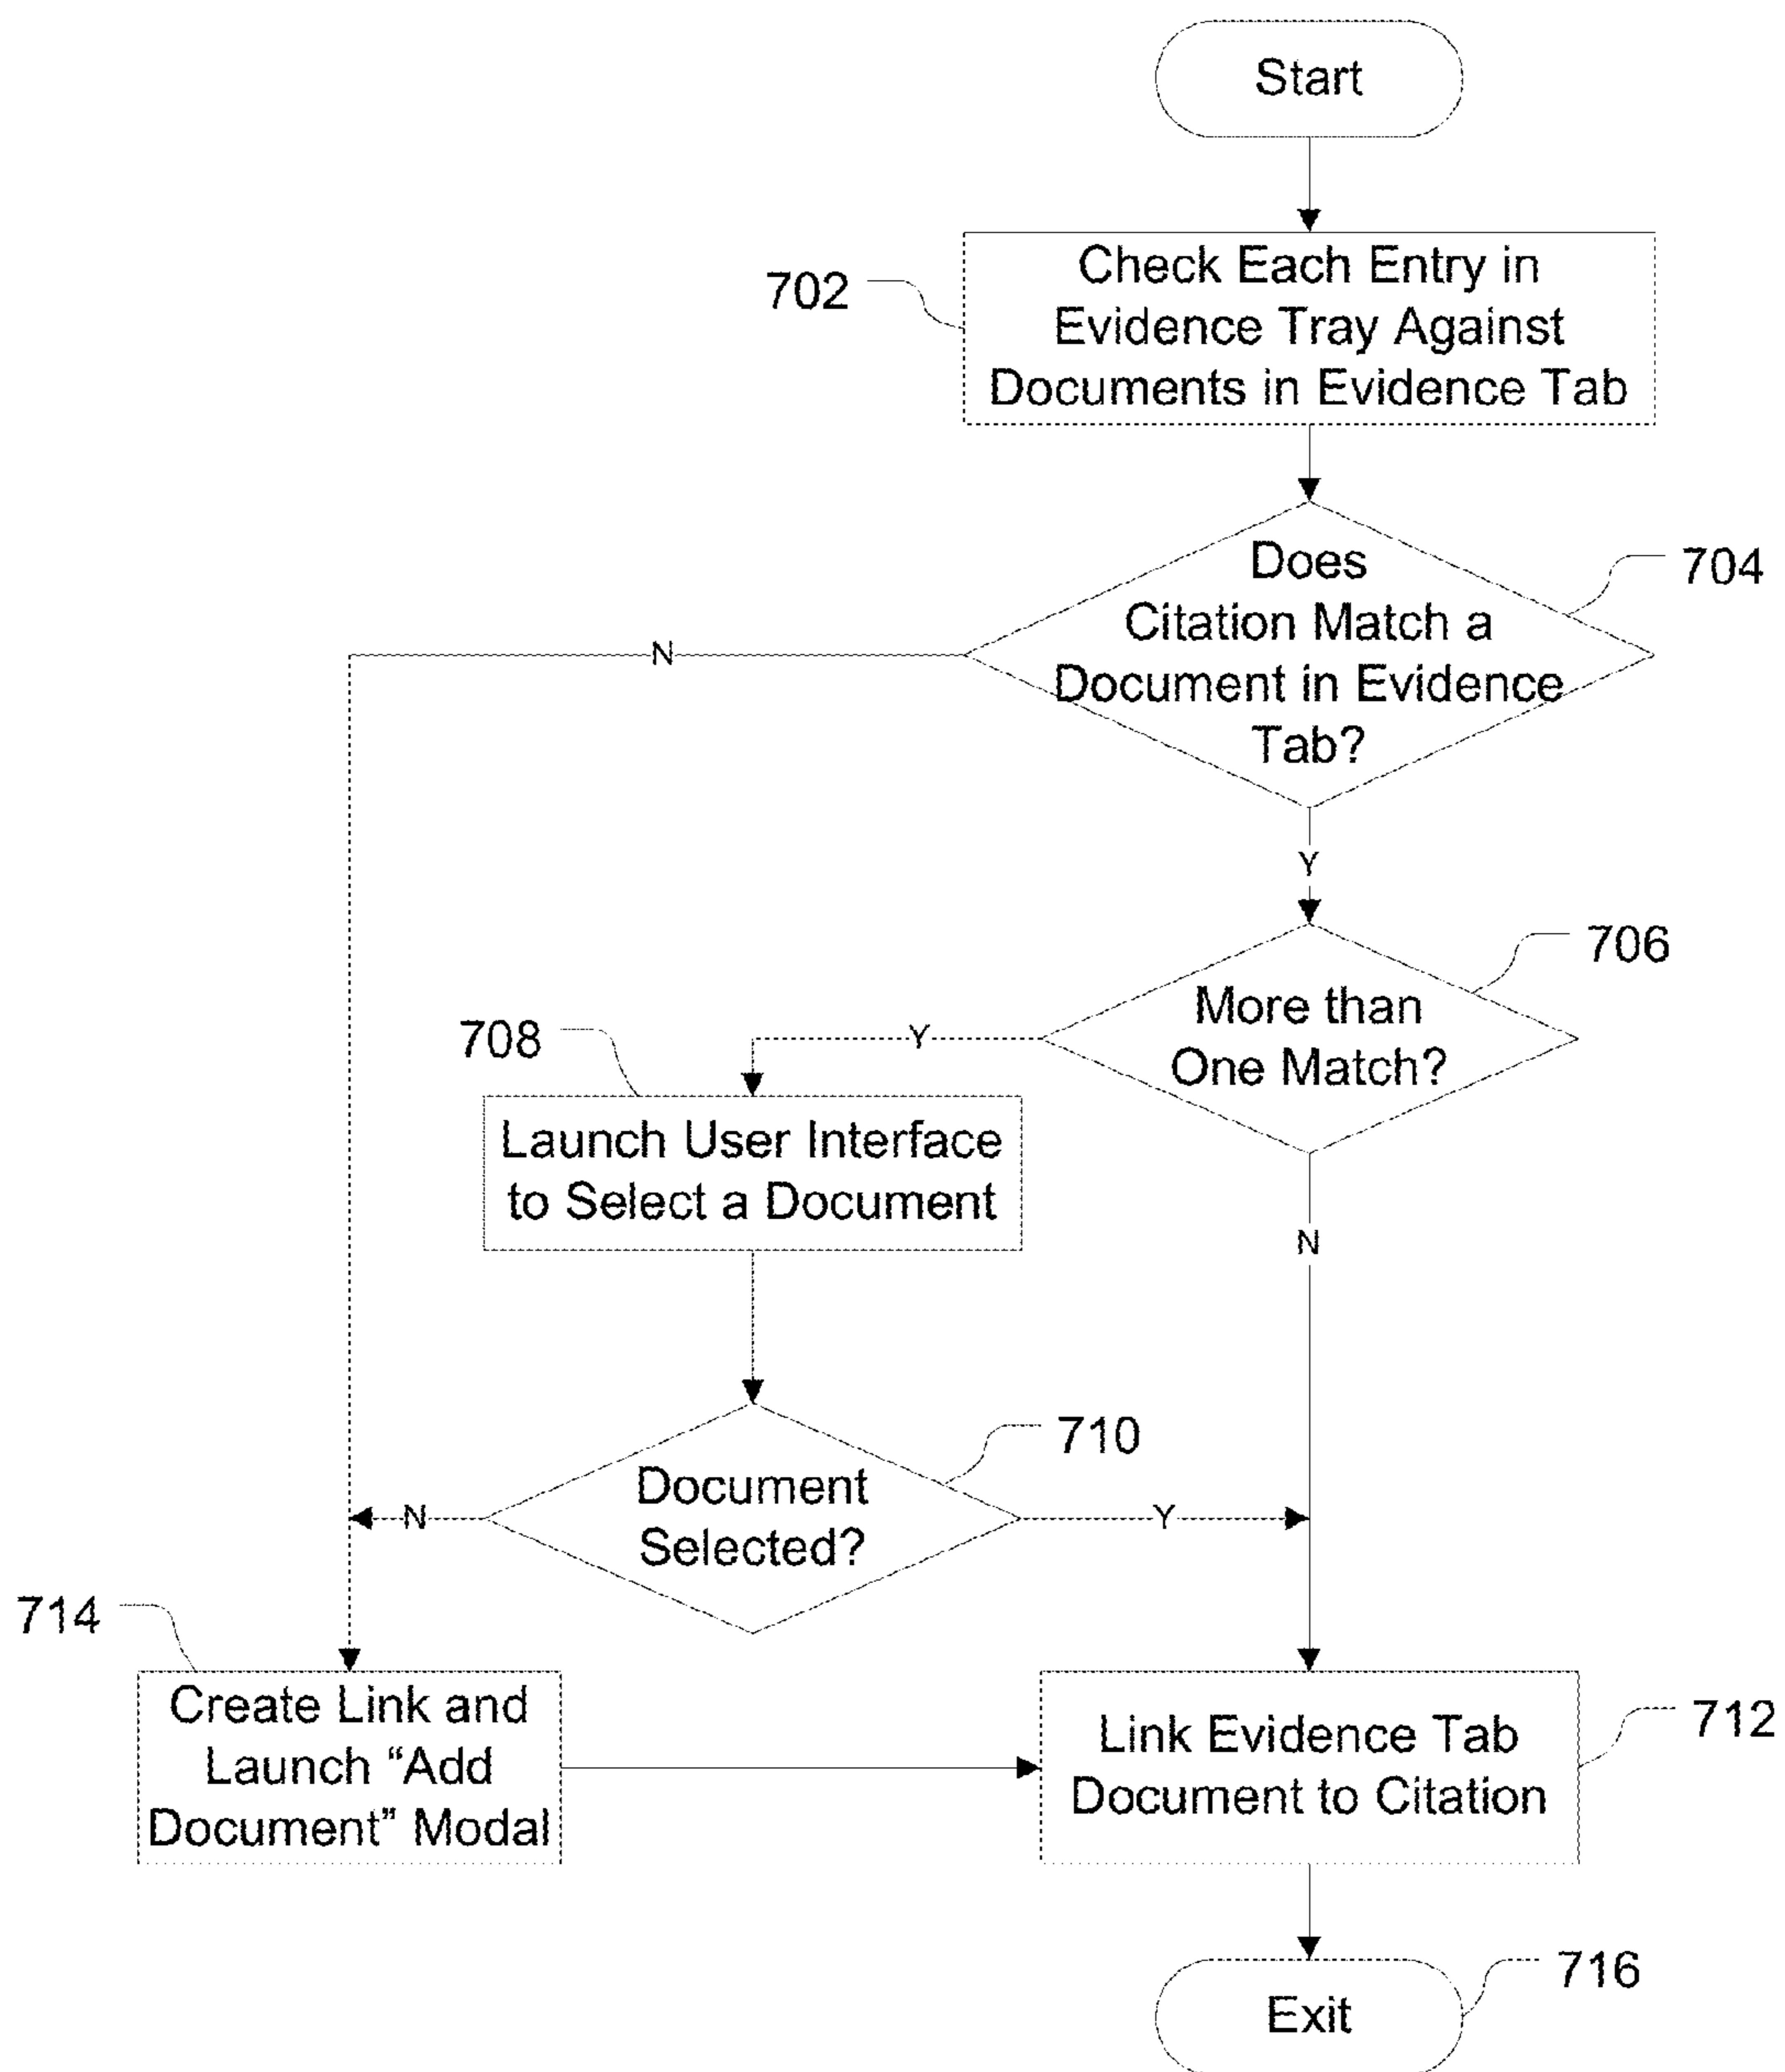 Start
702
Check Each Entry in
Evidence Tray Against
Documents in Evidence Tab
704
Does
Citation Match a
Document in Evidence
Tab?
N
Y
706
More than
One Match?
Y
N
708
Launch User Interface
to Select a Document
710
Document
Selected?
N
Y
714
Create Link and
Launch “Add
Document” Modal
712
Link Evidence Tab
Document to Citation
716
Exit